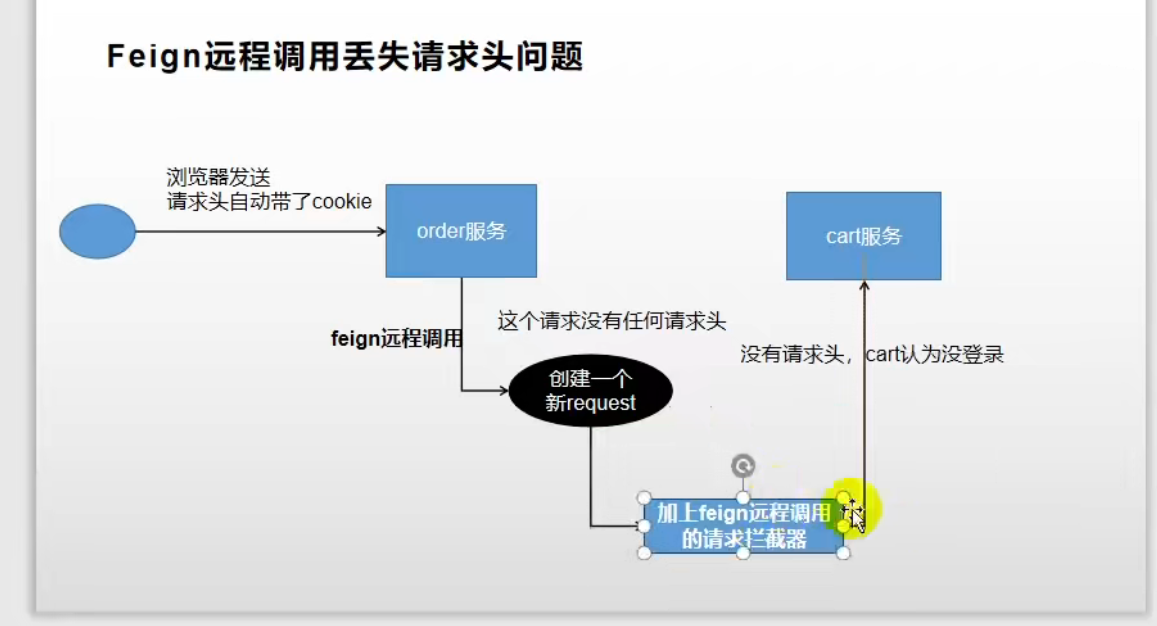 Feign远程调用丢失请求头问题
浏览器发送
请求头自动带了cookie
order服务
cart服务
feign远程调用
这个请求没有任何请求头
没有请求头，cart认为没登录
创建一个
新request
加上feign远程调用
的请求拦截器